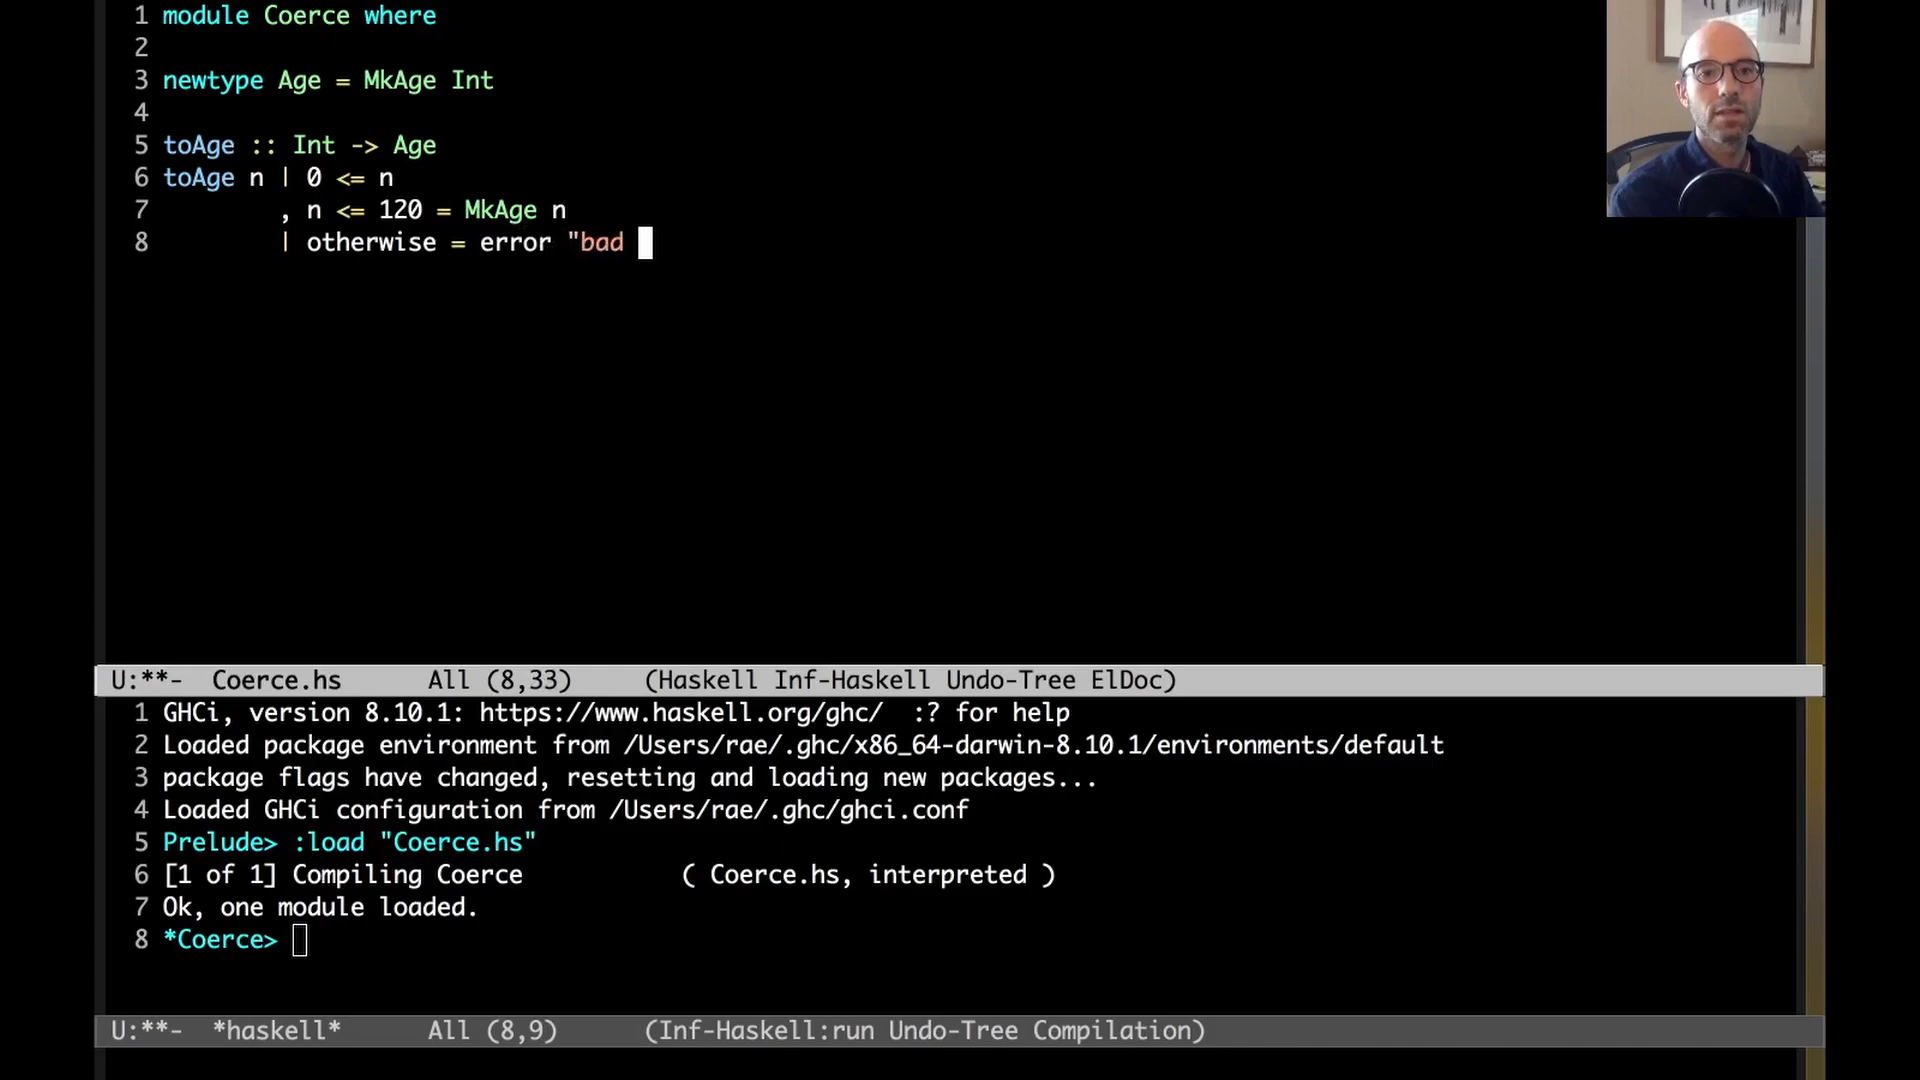 1 module Coerce where
2
3 newtype Age = MkAge Int
4
5 toAge :: Int -> Age
6 toAge n | 0 <= n
7         , n <= 120 = MkAge n
8         | otherwise = error "bad
U:**-  Coerce.hs      All (8,33)     (Haskell Inf-Haskell Undo-Tree ElDoc)
1 GHCi, version 8.10.1: https://www.haskell.org/ghc/  :? for help
2 Loaded package environment from /Users/rae/.ghc/x86_64-darwin-8.10.1/environments/default
3 package flags have changed, resetting and loading new packages...
4 Loaded GHCi configuration from /Users/rae/.ghc/ghci.conf
5 Prelude> :load "Coerce.hs"
6 [1 of 1] Compiling Coerce           ( Coerce.hs, interpreted )
7 Ok, one module loaded.
8 *Coerce>
U:**-  *haskell*      All (8,9)      (Inf-Haskell:run Undo-Tree Compilation)